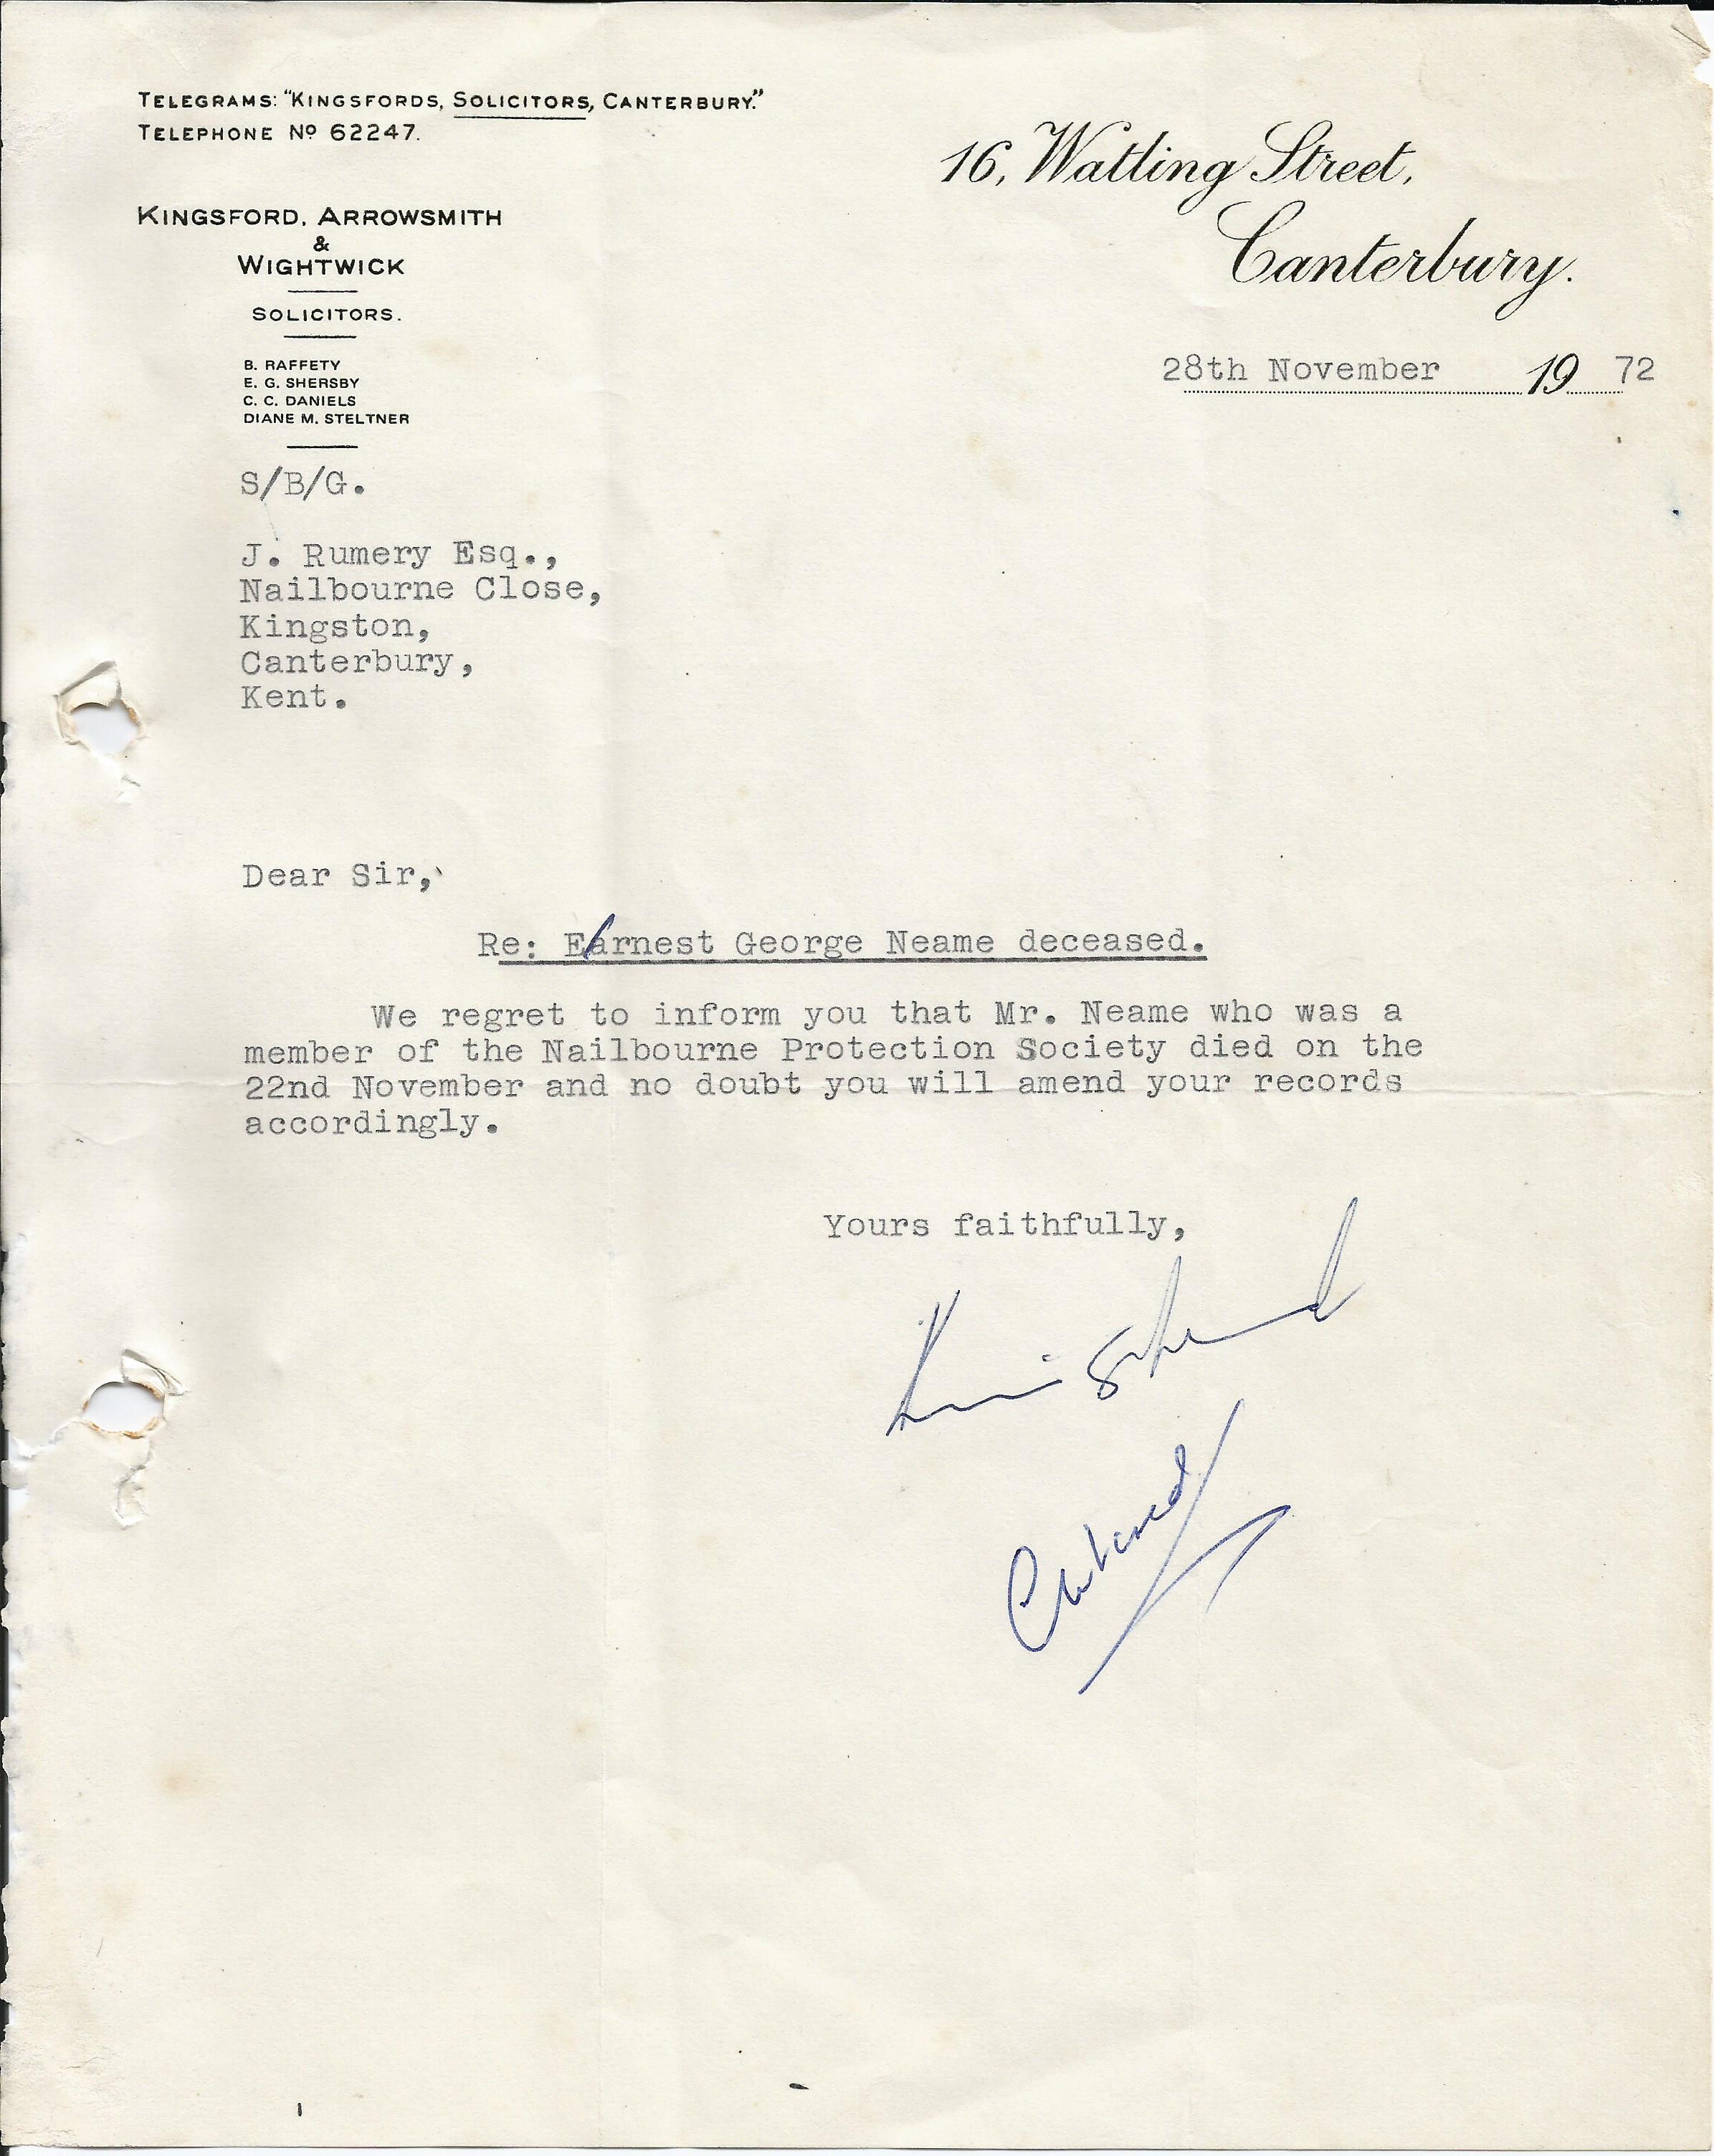 TELEGRAMS: "KINGSFORDS, SOLICITORS, CANTERBURY."
TELEPHONE Nº 62247.
16, Watling Street,
Canterbury.
KINGSFORD, ARROWSMITH
&
WIGHTWICK
SOLICITORS.
B. RAFFETY
E. G. SHERSBY
C. C. DANIELS
DIANE M. STELTNER
28th November 19 72
S/B/G.
J. Rumery Esq.,
Nailbourne Close,
Kingston,
Canterbury,
Kent.
Dear Sir,
Re: Earnest George Neame deceased.
We regret to inform you that Mr. Neame who was a
member of the Nailbourne Protection Society died on the
22nd November and no doubt you will amend your records
accordingly.
Yours faithfully,